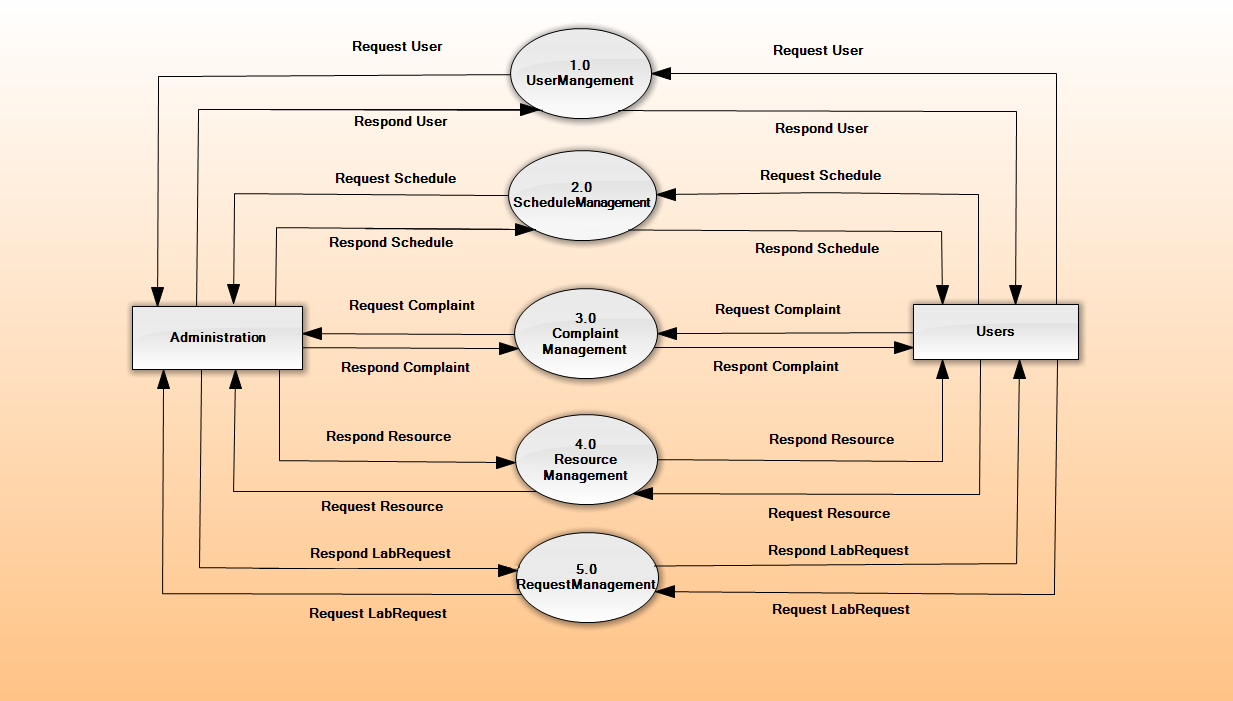 Request User
Request User
1.0
UserMangement
Respond User
Respond User
Request Schedule
Request Schedule
2.0
ScheduleManagement
Respond Schedule
Respond Schedule
Request Complaint
Request Complaint
3.0
Complaint
Management
Administration
Users
Respond Complaint
Respont Complaint
Respond Resource
Respond Resource
4.0
Resource
Management
Request Resource
Request Resource
Respond LabRequest
Respond LabRequest
5.0
RequestManagement
Request LabRequest
Request LabRequest